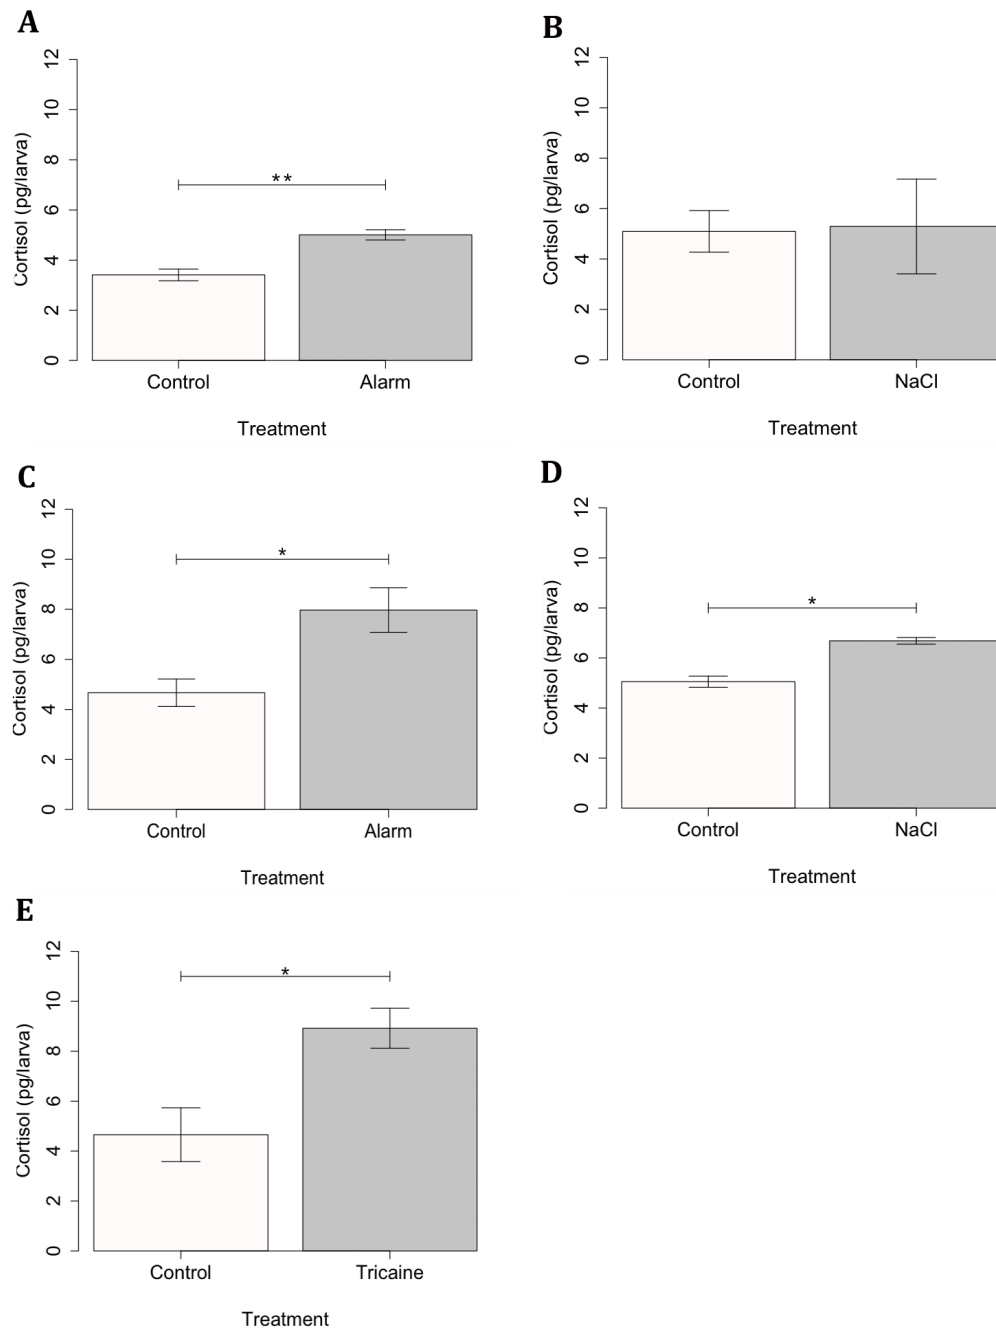 A
Cortisol (pg/larva)
12
10
8
6
4
2
0
**
Control
Alarm
Treatment
B
Cortisol (pg/larva)
12
10
8
6
4
2
0
Control
NaCl
Treatment
C
Cortisol (pg/larva)
12
10
8
6
4
2
0
*
Control
Alarm
Treatment
D
Cortisol (pg/larva)
12
10
8
6
4
2
0
*
Control
NaCl
Treatment
E
Cortisol (pg/larva)
12
10
8
6
4
2
0
*
Control
Tricaine
Treatment